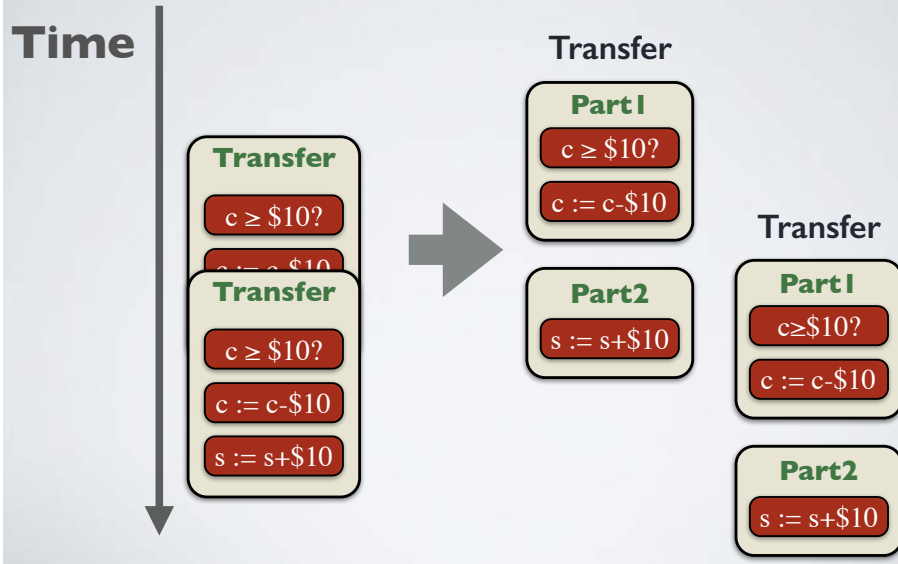 Time
Transfer
c ≥ $10?
c := c-$10
Transfer
c ≥ $10?
c := c-$10
s := s+$10
Transfer
Part1
c ≥ $10?
c := c-$10
Part2
s := s+$10
Transfer
Part1
c≥$10?
c := c-$10
Part2
s := s+$10